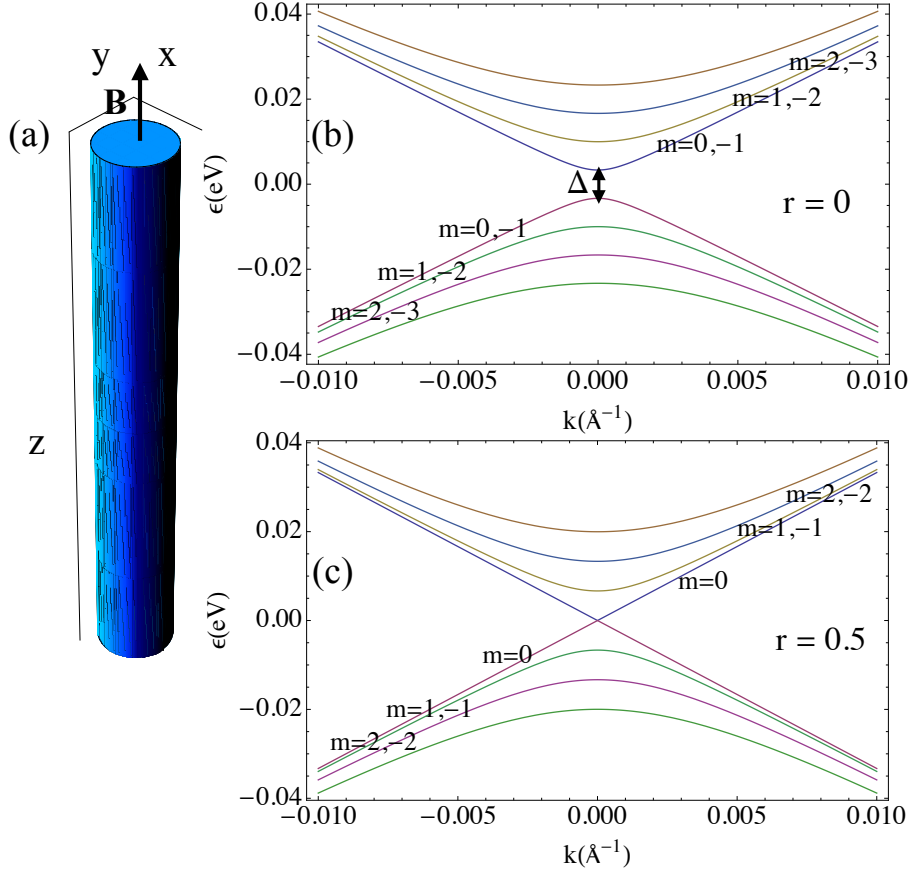 (a)
y
x
B
z
(b)
ϵ(eV)
0.04
0.02
0.00
−0.02
−0.04
m=2,-3
m=1,-2
m=0,-1
Δ
r = 0
m=0,-1
m=1,-2
m=2,-3
−0.010
−0.005
0.000
0.005
0.010
k(Å⁻¹)
(c)
ϵ(eV)
0.04
0.02
0.00
−0.02
−0.04
m=2,-2
m=1,-1
m=0
r = 0.5
m=0
m=1,-1
m=2,-2
−0.010
−0.005
0.000
0.005
0.010
k(Å⁻¹)